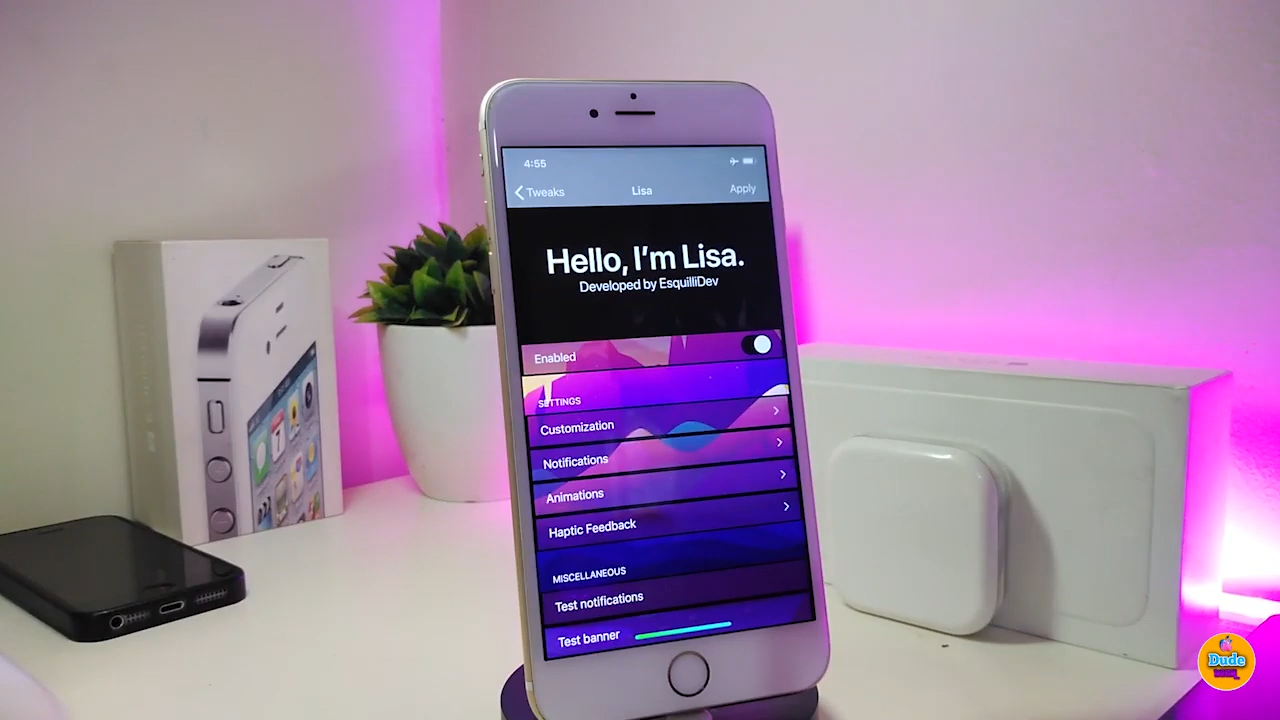 4:55
Tweaks
Lisa
Apply
Hello, I'm Lisa.
Developed by EsquilliDev
Enabled
SETTINGS
Customization
Notifications
Animations
Haptic Feedback
MISCELLANEOUS
Test notifications
Test banner
Dude